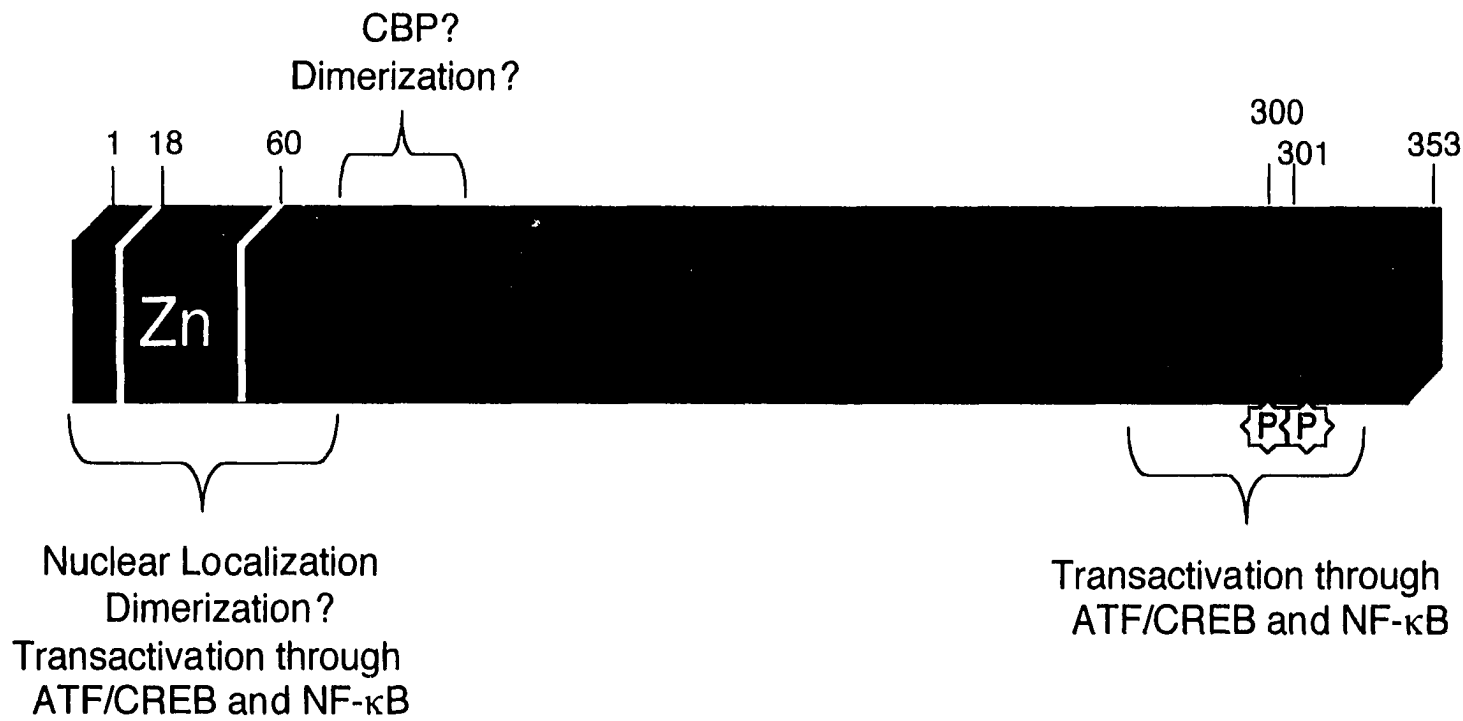 CBP?
Dimerization?
1 18 60
300
301
353
Zn
P P
Nuclear Localization
Dimerization?
Transactivation through
ATF/CREB and NF-κB
Transactivation through
ATF/CREB and NF-κB